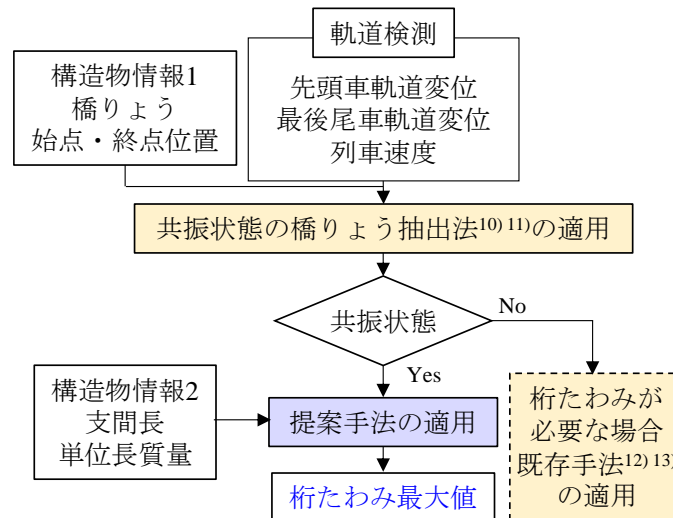 軌道検測
構造物情報1
橋りょう
始点・終点位置
先頭車軌道変位
最後尾車軌道変位
列車速度
共振状態の橋りょう抽出法10) 11)の適用
共振状態
No
Yes
構造物情報2
支間長
単位長質量
提案手法の適用
桁たわみが
必要な場合
既存手法12) 13)
の適用
桁たわみ最大値